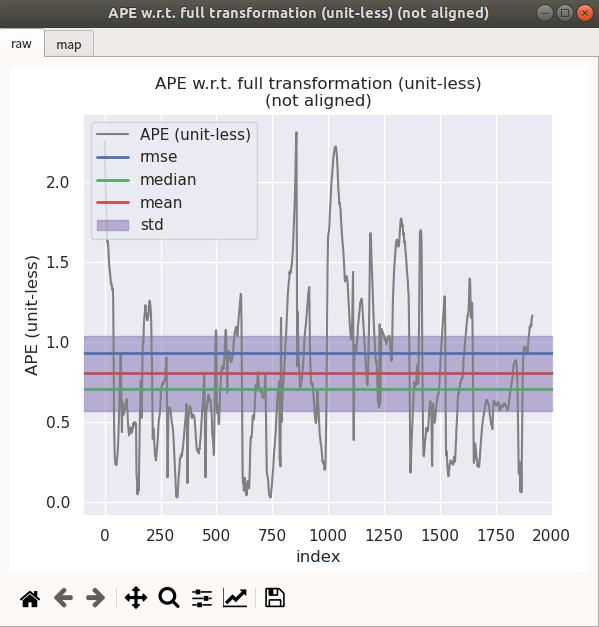 APE w.r.t. full transformation (unit-less) (not aligned)
raw
map
APE w.r.t. full transformation (unit-less)
(not aligned)
APE (unit-less)
rmse
median
mean
std
2.0
1.5
1.0
0.5
0.0
APE (unit-less)
0
250
500
750
1000
1250
1500
1750
2000
index